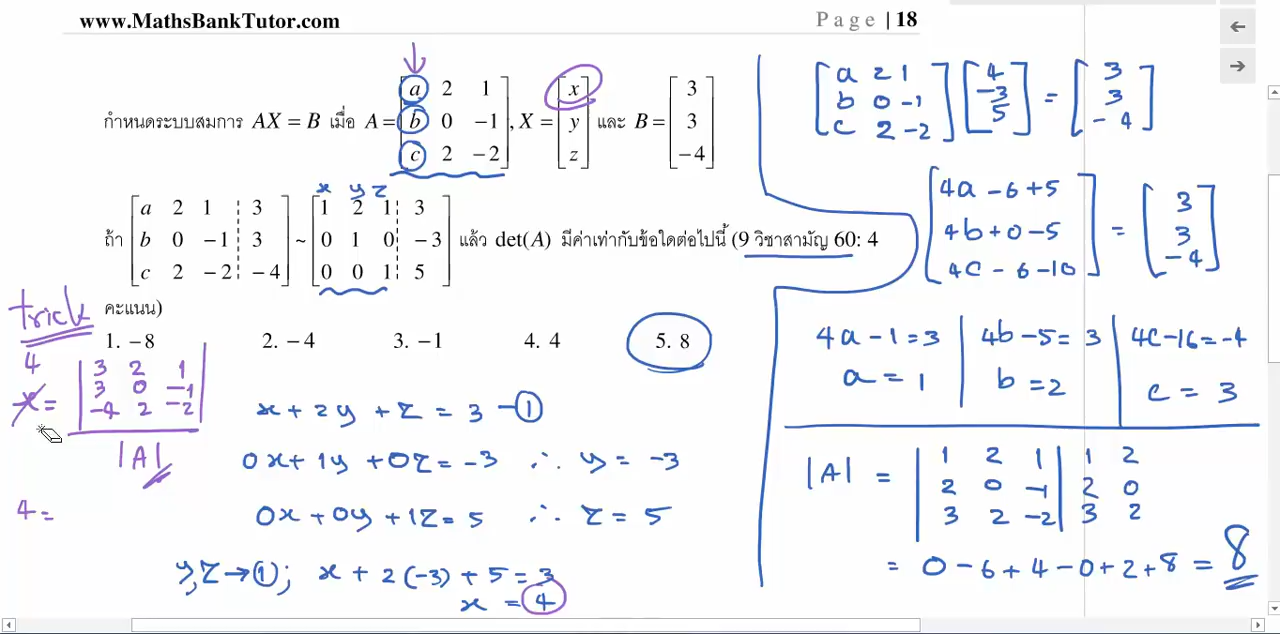 www.MathsBankTutor.com
Page | 18
กำหนดระบบสมการ AX = B เมื่อ A = [a 2 1; b 0 −1; c 2 −2], X = [x; y; z] และ B = [3; 3; −4]
x y z
ถ้า [a 2 1 ¦ 3; b 0 −1 ¦ 3; c 2 −2 ¦ −4] ~ [1 2 1 ¦ 3; 0 1 0 ¦ −3; 0 0 1 ¦ 5] แล้ว det(A) มีค่าเท่ากับข้อใดต่อไปนี้ (9 วิชาสามัญ 60: 4
คะแนน)
1. −8 2. −4 3. −1 4. 4 5. 8
trick
4
x = |3 2 1; 3 0 −1; −4 2 −2|
|A|
4 =
x + 2y + z = 3 − ①
0x + 1y + 0z = −3 ∴ y = −3
0x + 0y + 1z = 5 ∴ z = 5
y, z → ①; x + 2(−3) + 5 = 3
x = 4
[a 2 1; b 0 −1; c 2 −2] [4; −3; 5] = [3; 3; −4]
[4a − 6 + 5; 4b + 0 − 5; 4c − 6 − 10] = [3; 3; −4]
4a − 1 = 3 | 4b − 5 = 3 | 4c − 16 = −4
a = 1 | b = 2 | c = 3
|A| = |1 2 1; 2 0 −1; 3 2 −2| 1 2; 2 0; 3 2
= 0 − 6 + 4 − 0 + 2 + 8 = 8